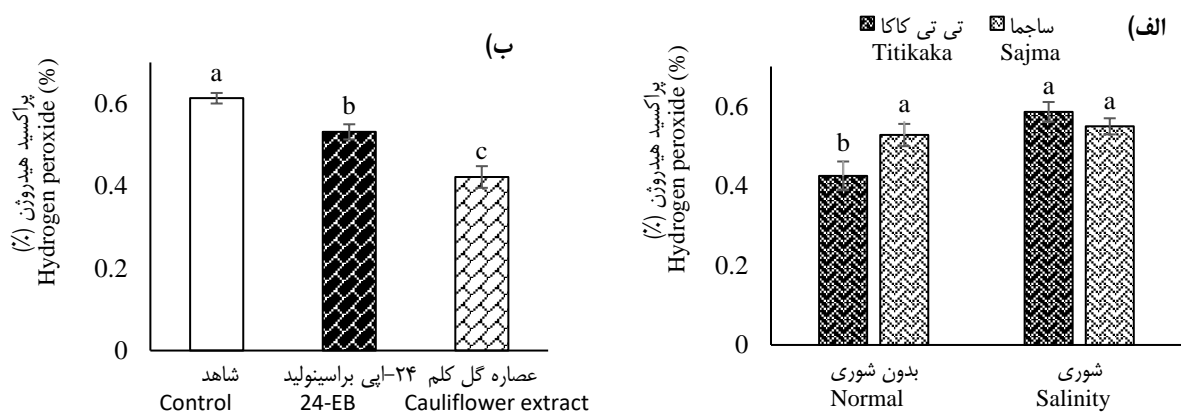 الف)
تی تی کاکا
Titikaka
ساجما
Sajma
پراکسید هیدروژن (٪)
Hydrogen peroxide (%)
0.6
0.4
0.2
0
b
a
a
a
بدون شوری
Normal
شوری
Salinity
ب)
پراکسید هیدروژن (٪)
Hydrogen peroxide (%)
0.6
0.4
0.2
0
a
b
c
شاهد
Control
۲۴-اپی براسینولید
24-EB
عصاره گل کلم
Cauliflower extract